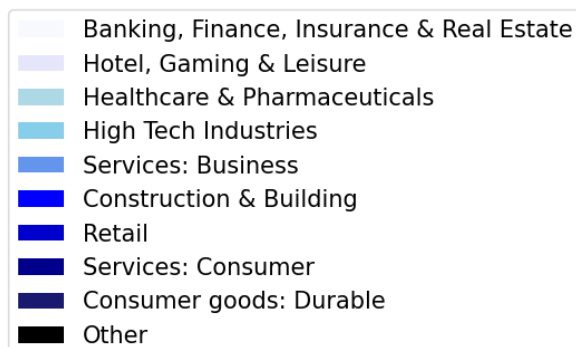 Banking, Finance, Insurance & Real Estate
Hotel, Gaming & Leisure
Healthcare & Pharmaceuticals
High Tech Industries
Services: Business
Construction & Building
Retail
Services: Consumer
Consumer goods: Durable
Other